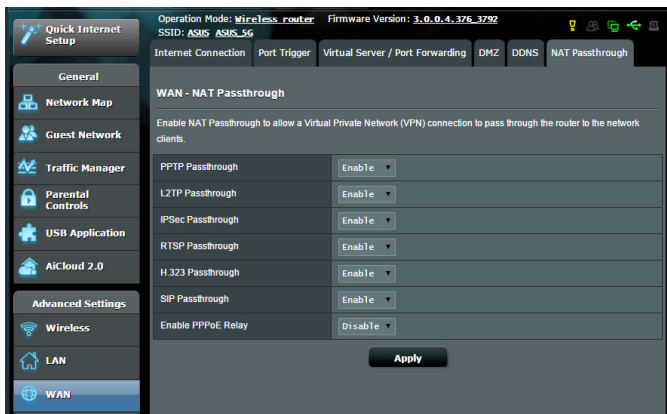 Quick Internet
Setup
Operation Mode: Wireless router Firmware Version: 3.0.0.4.376_3792
SSID: ASUS ASUS_5G
Internet Connection Port Trigger Virtual Server / Port Forwarding DMZ DDNS NAT Passthrough
General
Network Map
Guest Network
Traffic Manager
Parental
Controls
USB Application
AiCloud 2.0
Advanced Settings
Wireless
LAN
WAN
WAN - NAT Passthrough
Enable NAT Passthrough to allow a Virtual Private Network (VPN) connection to pass through the router to the network
clients.
PPTP Passthrough Enable
L2TP Passthrough Enable
IPSec Passthrough Enable
RTSP Passthrough Enable
H.323 Passthrough Enable
SIP Passthrough Enable
Enable PPPoE Relay Disable
Apply